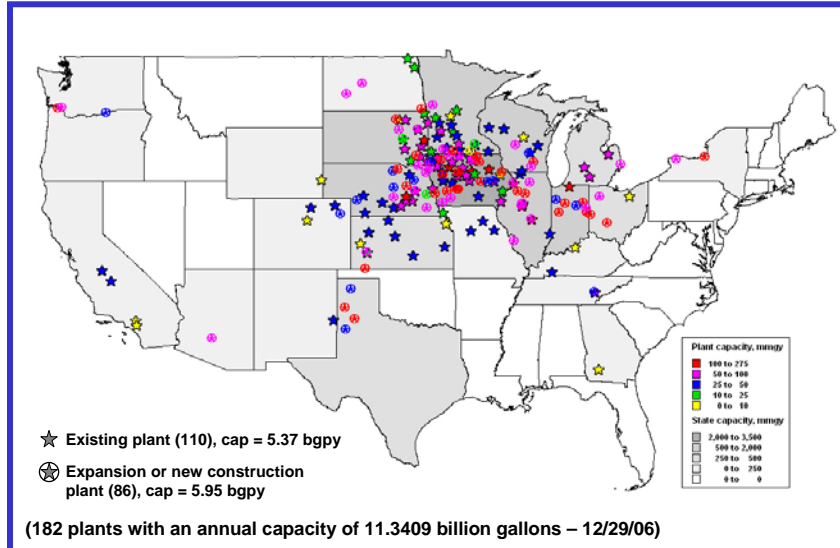 Plant capacity, mmgy
100 to 275
50 to 100
25 to 50
10 to 25
0 to 10
State capacity, mmgy
2,000 to 3,500
500 to 2,000
250 to 500
0 to 250
0 to 0
Existing plant (110), cap = 5.37 bgpy
Expansion or new construction
plant (86), cap = 5.95 bgpy
(182 plants with an annual capacity of 11.3409 billion gallons – 12/29/06)